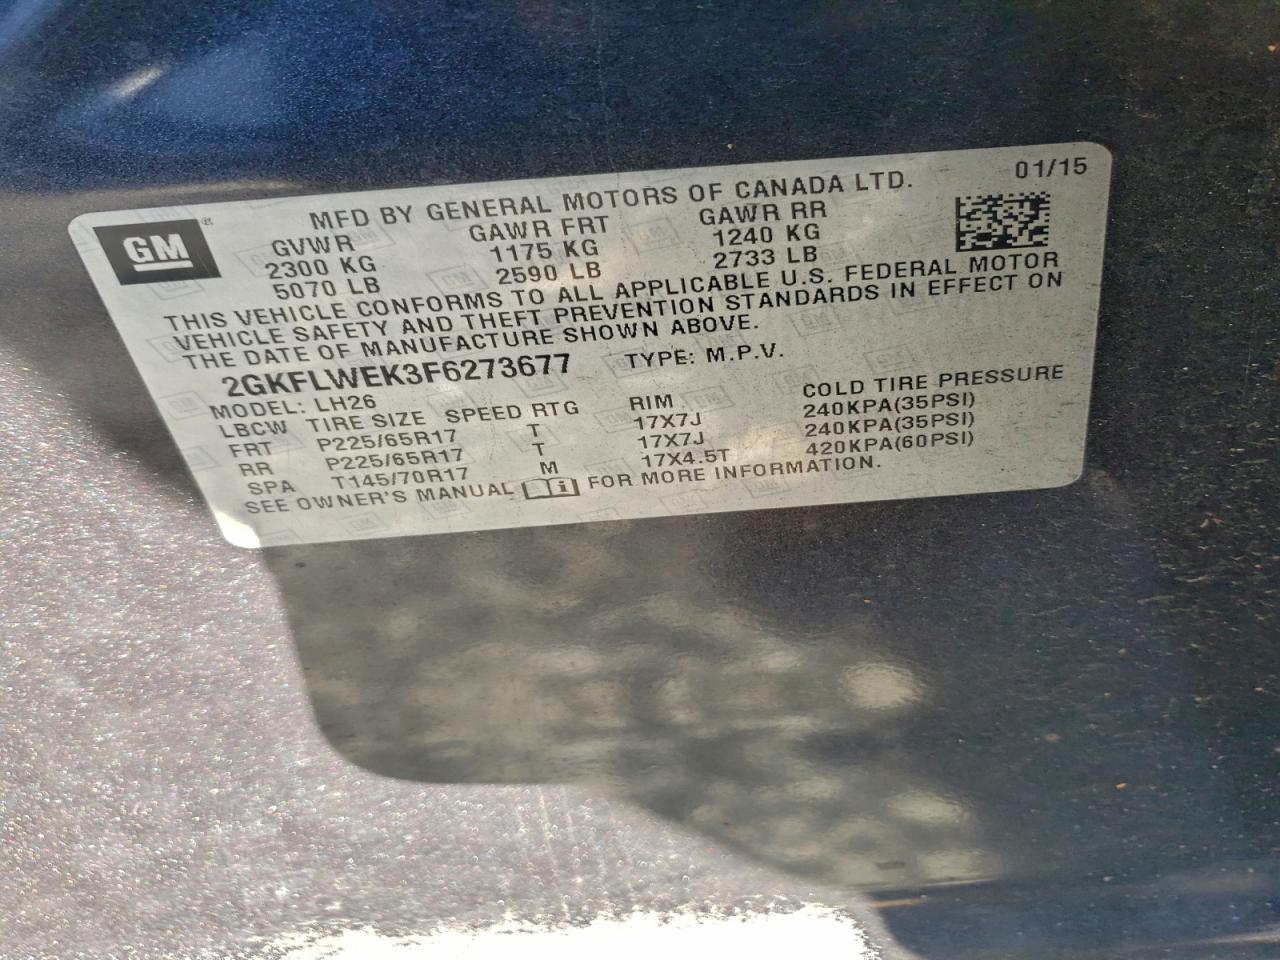 01/15
GM
MFD BY GENERAL MOTORS OF CANADA LTD.
GVWR GAWR FRT GAWR RR
2300 KG 1175 KG 1240 KG
5070 LB 2590 LB 2733 LB
THIS VEHICLE CONFORMS TO ALL APPLICABLE U.S. FEDERAL MOTOR
VEHICLE SAFETY AND THEFT PREVENTION STANDARDS IN EFFECT ON
THE DATE OF MANUFACTURE SHOWN ABOVE.
2GKFLWEK3F6273677 TYPE: M.P.V.
MODEL: LH26
LBCW TIRE SIZE SPEED RTG RIM COLD TIRE PRESSURE
FRT P225/65R17 T 17X7J 240KPA(35PSI)
RR P225/65R17 T 17X7J 240KPA(35PSI)
SPA T145/70R17 M 17X4.5T 420KPA(60PSI)
SEE OWNER'S MANUAL FOR MORE INFORMATION.